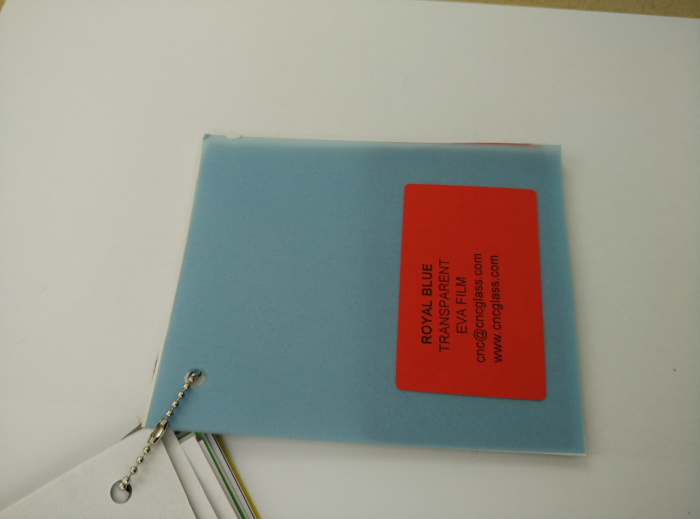 ROYAL BLUE
TRANSPARENT
EVA FILM
cnc@cncglass.com
www.cncglass.com